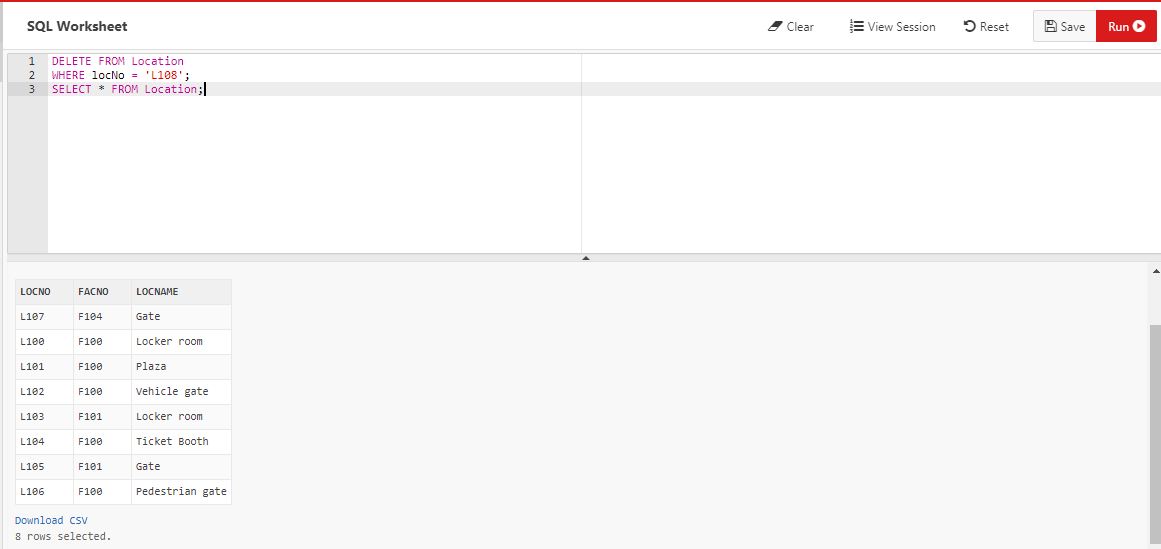 SQL Worksheet Clear View Session Reset Save Run
1 DELETE FROM Location
2 WHERE locNo = 'L108';
3 SELECT * FROM Location;
LOCNO FACNO LOCNAME
L107 F104 Gate
L100 F100 Locker room
L101 F100 Plaza
L102 F100 Vehicle gate
L103 F101 Locker room
L104 F100 Ticket Booth
L105 F101 Gate
L106 F100 Pedestrian gate
Download CSV
8 rows selected.